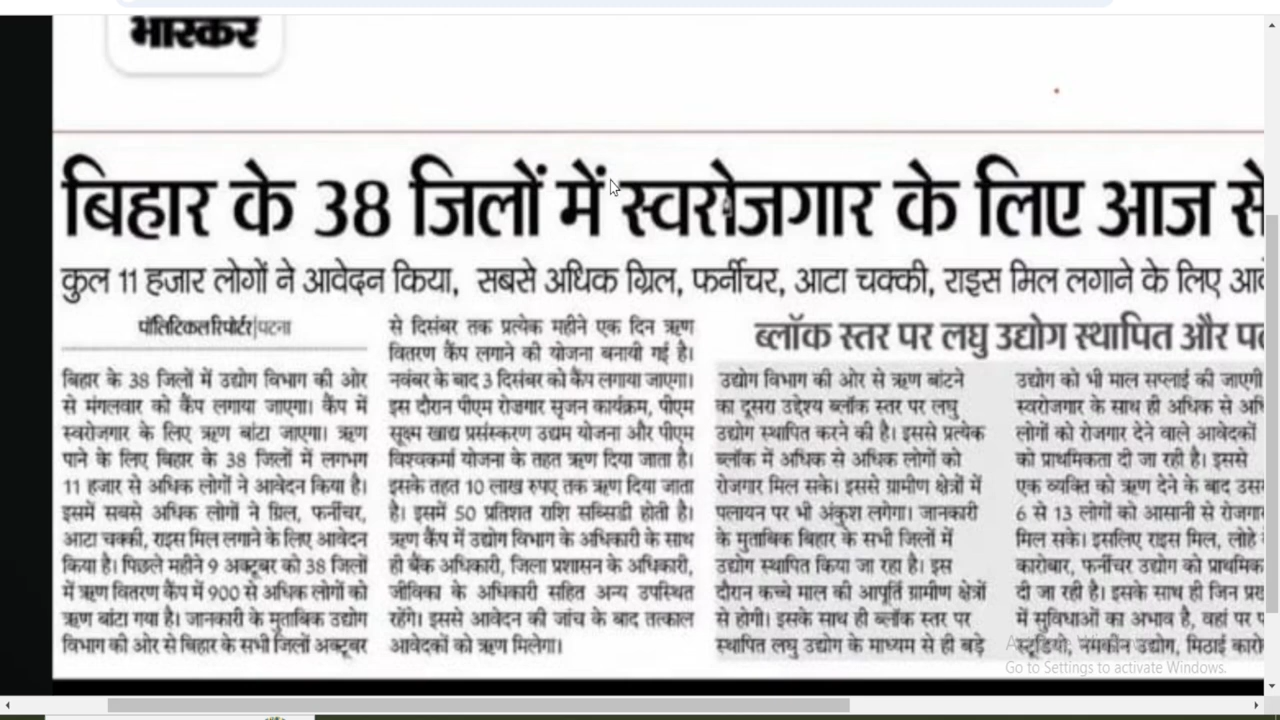 भास्कर
बिहार के 38 जिलों में स्वरोजगार के लिए आज से
कुल 11 हजार लोगों ने आवेदन किया, सबसे अधिक ग्रिल, फर्नीचर, आटा चक्की, राइस मिल लगाने के लिए
पॉलिटिकल रिपोर्टर|पटना
बिहार के 38 जिलों में उद्योग विभाग की ओर
से मंगलवार को कैंप लगाया जाएगा। कैंप में
स्वरोजगार के लिए ऋण बांटा जाएगा। ऋण
पाने के लिए बिहार के 38 जिलों में लगभग
11 हजार से अधिक लोगों ने आवेदन किया है।
इसमें सबसे अधिक लोगों ने ग्रिल, फर्नीचर,
आटा चक्की, राइस मिल लगाने के लिए आवेदन
किया है। पिछले महीने 9 अक्टूबर को 38 जिलों
में ऋण वितरण कैंप में 900 से अधिक लोगों को
ऋण बांटा गया है। जानकारी के मुताबिक उद्योग
विभाग की ओर से बिहार के सभी जिलों अक्टूबर
से दिसंबर तक प्रत्येक महीने एक दिन ऋण
वितरण कैंप लगाने की योजना बनायी गई है।
नवंबर के बाद 3 दिसंबर को कैंप लगाया जाएगा।
इस दौरान पीएम रोजगार सृजन कार्यक्रम, पीएम
सूक्ष्म खाद्य प्रसंस्करण उद्यम योजना और पीएम
विश्वकर्मा योजना के तहत ऋण दिया जाता है।
इसके तहत 10 लाख रुपए तक ऋण दिया जाता
है। इसमें 50 प्रतिशत राशि सब्सिडी होती है।
ऋण कैंप में उद्योग विभाग के अधिकारी के साथ
ही बैंक अधिकारी, जिला प्रशासन के अधिकारी,
जीविका के अधिकारी सहित अन्य उपस्थित
रहेंगे। इससे आवेदन की जांच के बाद तत्काल
आवेदकों को ऋण मिलेगा।
ब्लॉक स्तर पर लघु उद्योग स्थापित और
उद्योग विभाग की ओर से ऋण बांटने
का दूसरा उद्देश्य ब्लॉक स्तर पर लघु
उद्योग स्थापित करने की है। इससे प्रत्येक
ब्लॉक में अधिक से अधिक लोगों को
रोजगार मिल सके। इससे ग्रामीण क्षेत्रों में
पलायन पर भी अंकुश लगेगा। जानकारी
के मुताबिक बिहार के सभी जिलों में
उद्योग स्थापित किया जा रहा है। इस
दौरान कच्चे माल की आपूर्ति ग्रामीण क्षेत्रों
से होगी। इसके साथ ही ब्लॉक स्तर पर
स्थापित लघु उद्योग के माध्यम से ही बड़े
उद्योग को भी माल सप्लाई की जाएगी
स्वरोजगार के साथ ही अधिक से
लोगों को रोजगार देने वाले आवेदकों
को प्राथमिकता दी जा रही है। इससे
एक व्यक्ति को ऋण देने के बाद
6 से 13 लोगों को आसानी से
मिल सके। इसलिए राइस मिल, लोहे
कारोबार, फर्नीचर उद्योग को
दी जा रही है। इसके साथ ही जिन
में सुविधाओं का अभाव है, वहां पर
स्टूडियो, नमकीन उद्योग, मिठाई
Go to Settings to activate Windows.